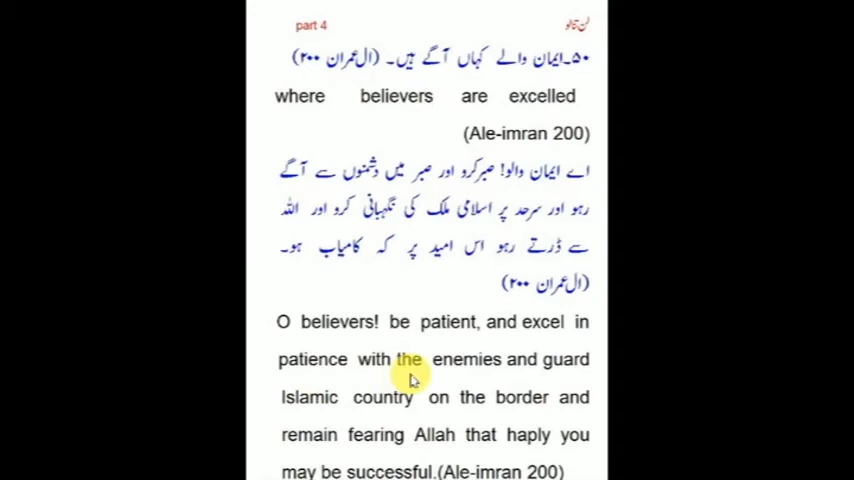 part 4 لن تنالو
۵۰۔ایمان والے کہاں آگے ہیں۔ (اٰل عمران ۲۰۰)
where believers are excelled
(Ale-imran 200)
اے ایمان والو! صبر کرو اور صبر میں دشمنوں سے آگے
رہو اور سرحد پر اسلامی ملک کی نگہبانی کرو اور اللہ
سے ڈرتے رہو اس امید پر کہ کامیاب ہو۔
(اٰل عمران ۲۰۰)
O believers! be patient, and excel in
patience with the enemies and guard
Islamic country on the border and
remain fearing Allah that haply you
may be successful.(Ale-imran 200)